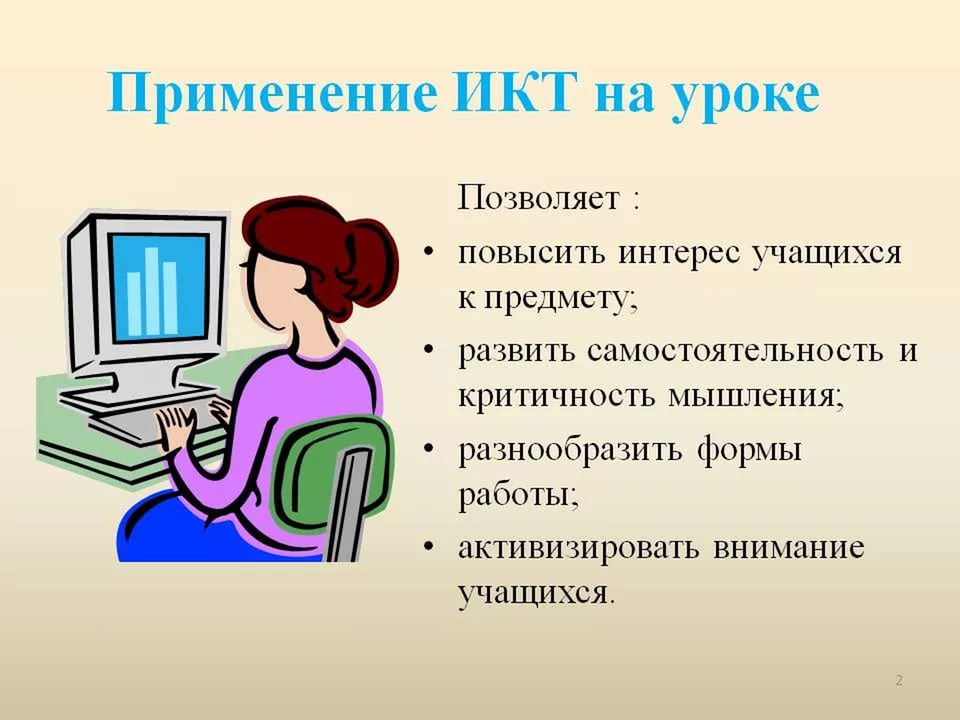 Применение ИКТ на уроке
Позволяет :
• повысить интерес учащихся
к предмету;
• развить самостоятельность и
критичность мышления;
• разнообразить формы
работы;
• активизировать внимание
учащихся.
2